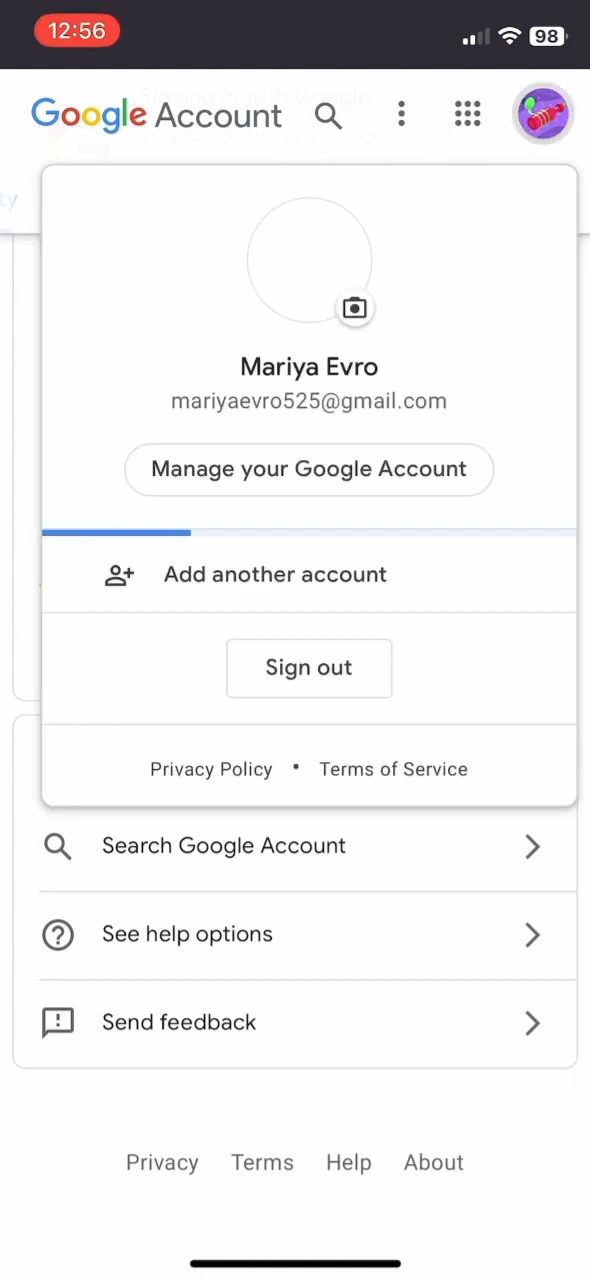 12:56
98
Google Account
ty
Mariya Evro
mariyaevro525@gmail.com
Manage your Google Account
Add another account
Sign out
Privacy Policy • Terms of Service
Search Google Account
See help options
Send feedback
Privacy Terms Help About